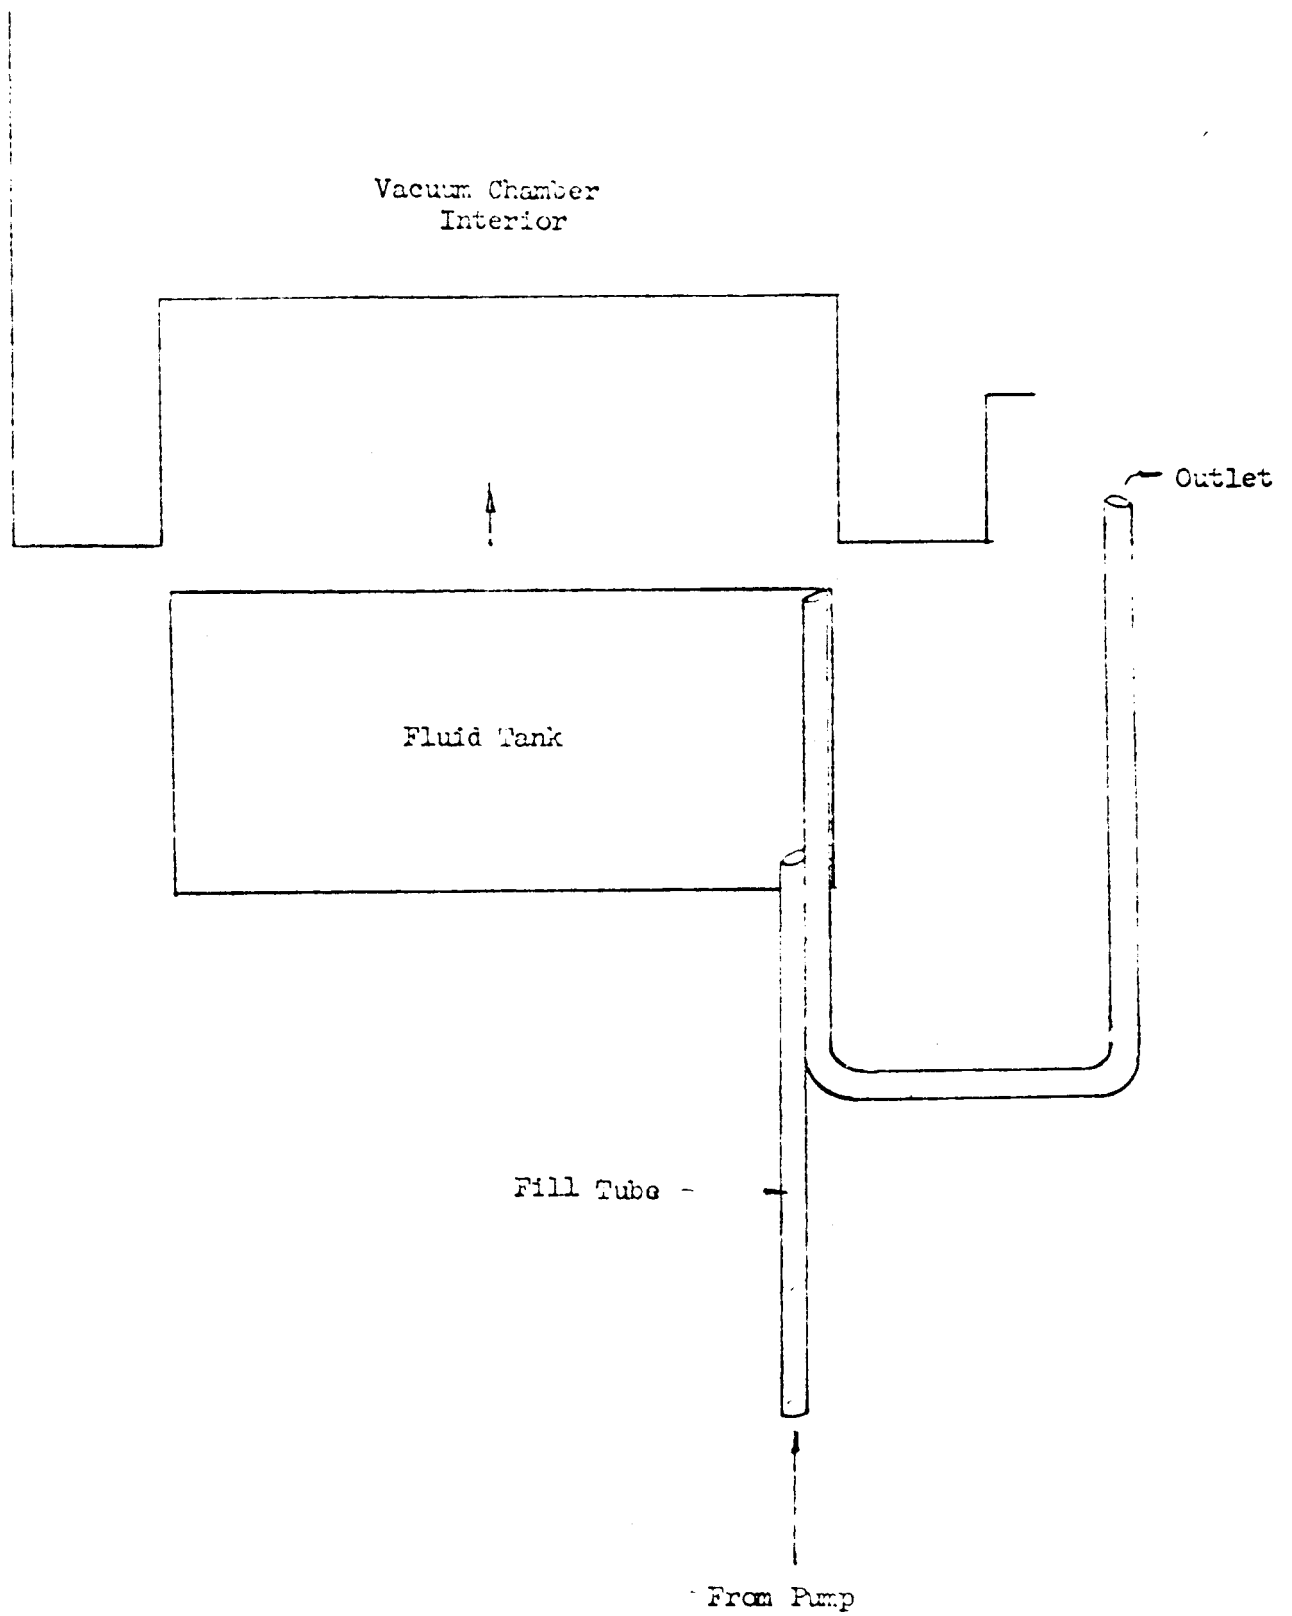 Vacuum Chamber
Interior
Outlet
Fluid Tank
Fill Tube
From Pump